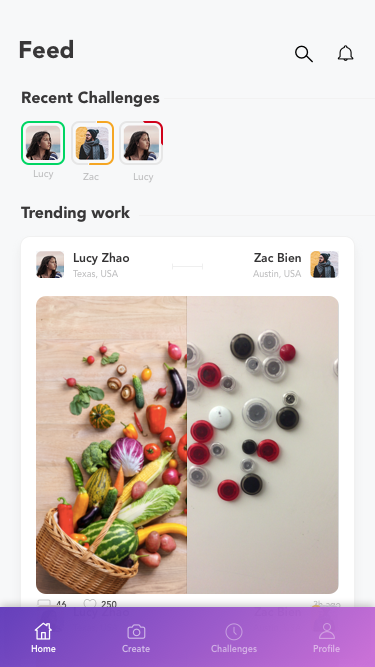 Feed
Recent Challenges
Lucy
Zac
Lucy
Trending work
Lucy Zhao
Texas, USA
Zac Bien
Austin, USA
46
250
Home
Create
Challenges
Profile